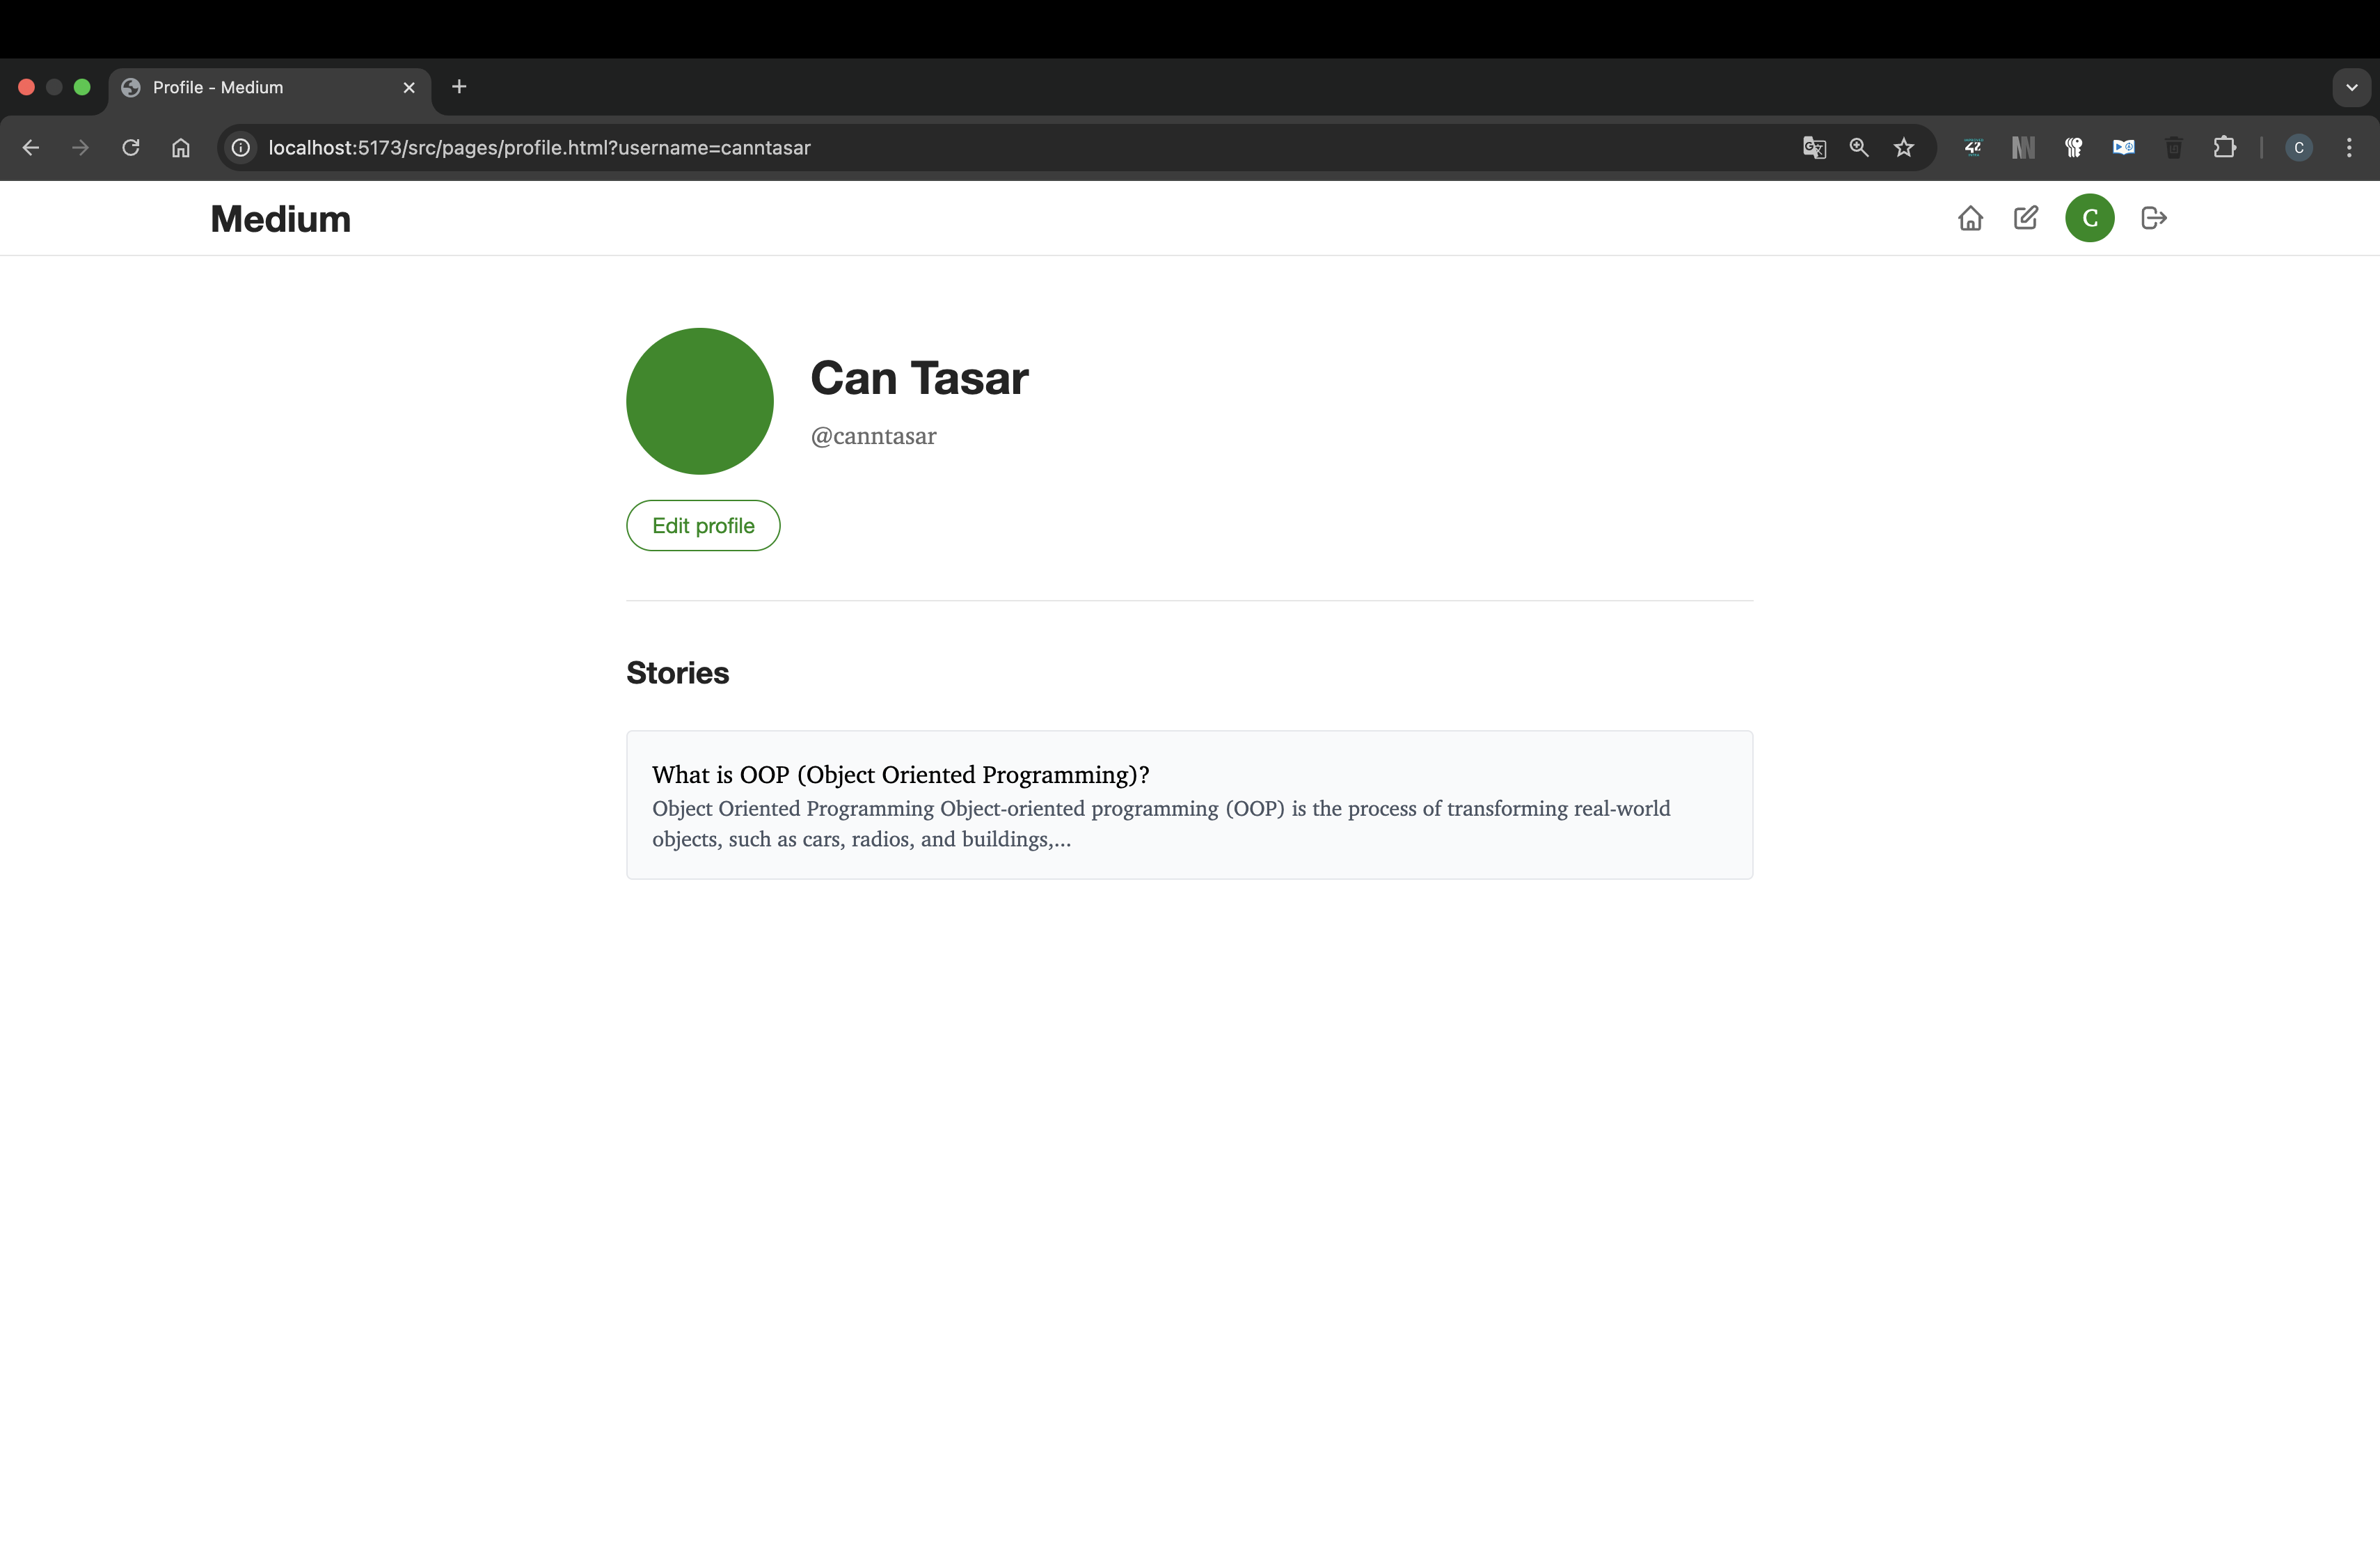 Profile - Medium
localhost:5173/src/pages/profile.html?username=canntasar
42
C
Medium
C
Can Tasar
@canntasar
Edit profile
Stories
What is OOP (Object Oriented Programming)?
Object Oriented Programming Object-oriented programming (OOP) is the process of transforming real-world
objects, such as cars, radios, and buildings,...